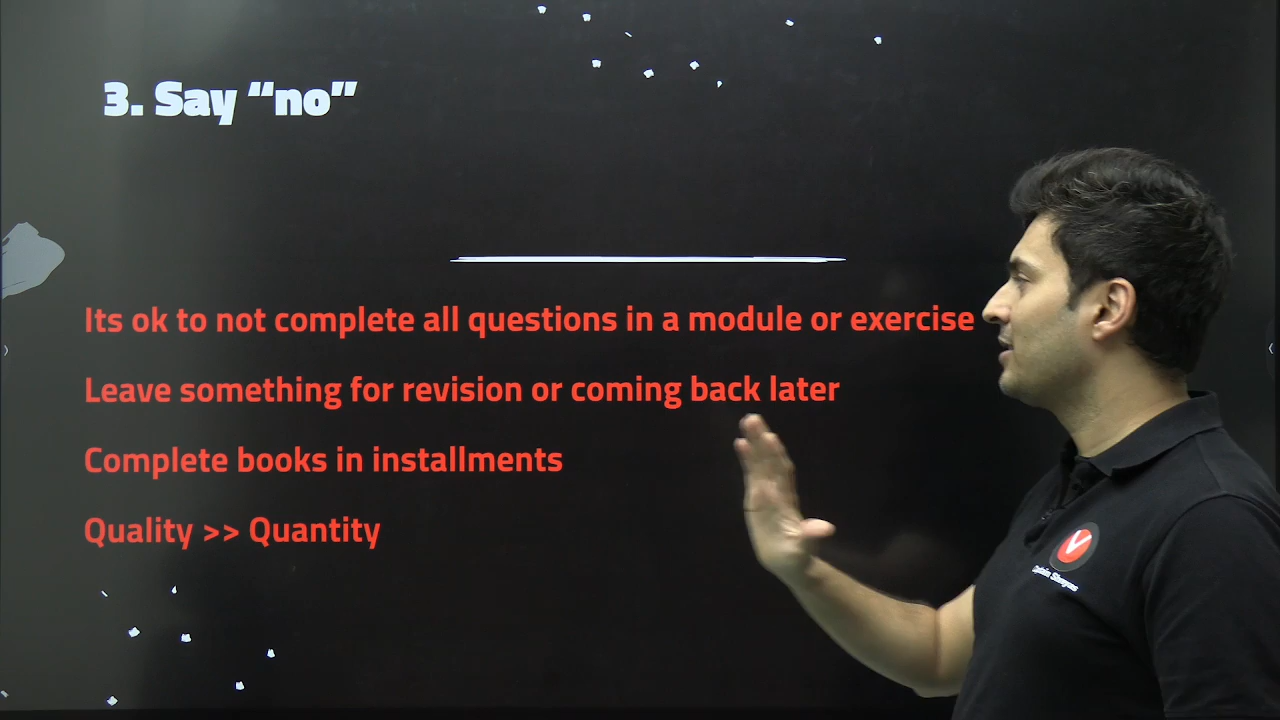 3. Say “no”
Its ok to not complete all questions in a module or exercise
Leave something for revision or coming back later
Complete books in installments
Quality >> Quantity
V